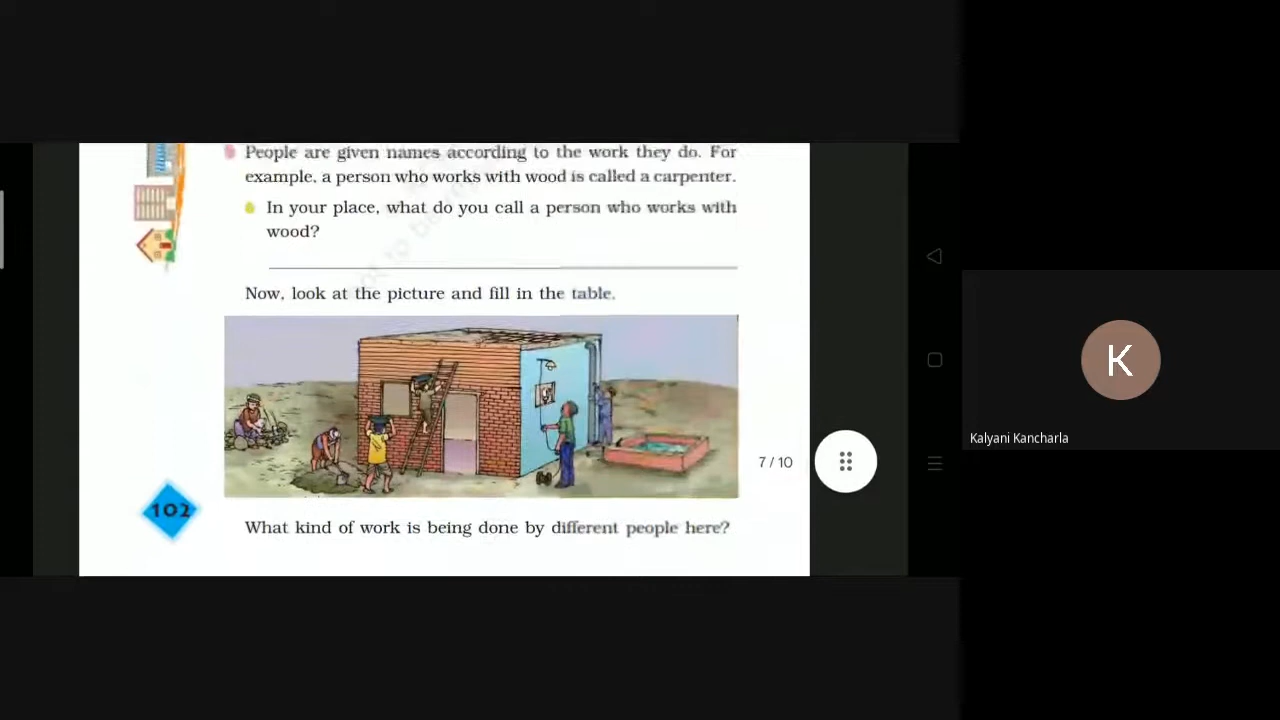 People are given names according to the work they do. For
example, a person who works with wood is called a carpenter.
In your place, what do you call a person who works with
wood?
Now, look at the picture and fill in the table.
7 / 10
K
Kalyani Kancharla
102
What kind of work is being done by different people here?